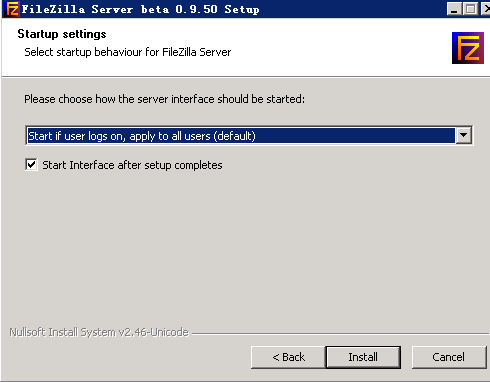 FileZilla Server beta 0.9.50 Setup
Startup settings
Select startup behaviour for FileZilla Server
FZ
Please choose how the server interface should be started:
Start if user logs on, apply to all users (default)
Start Interface after setup completes
Nullsoft Install System v2.46-Unicode
< Back
Install
Cancel